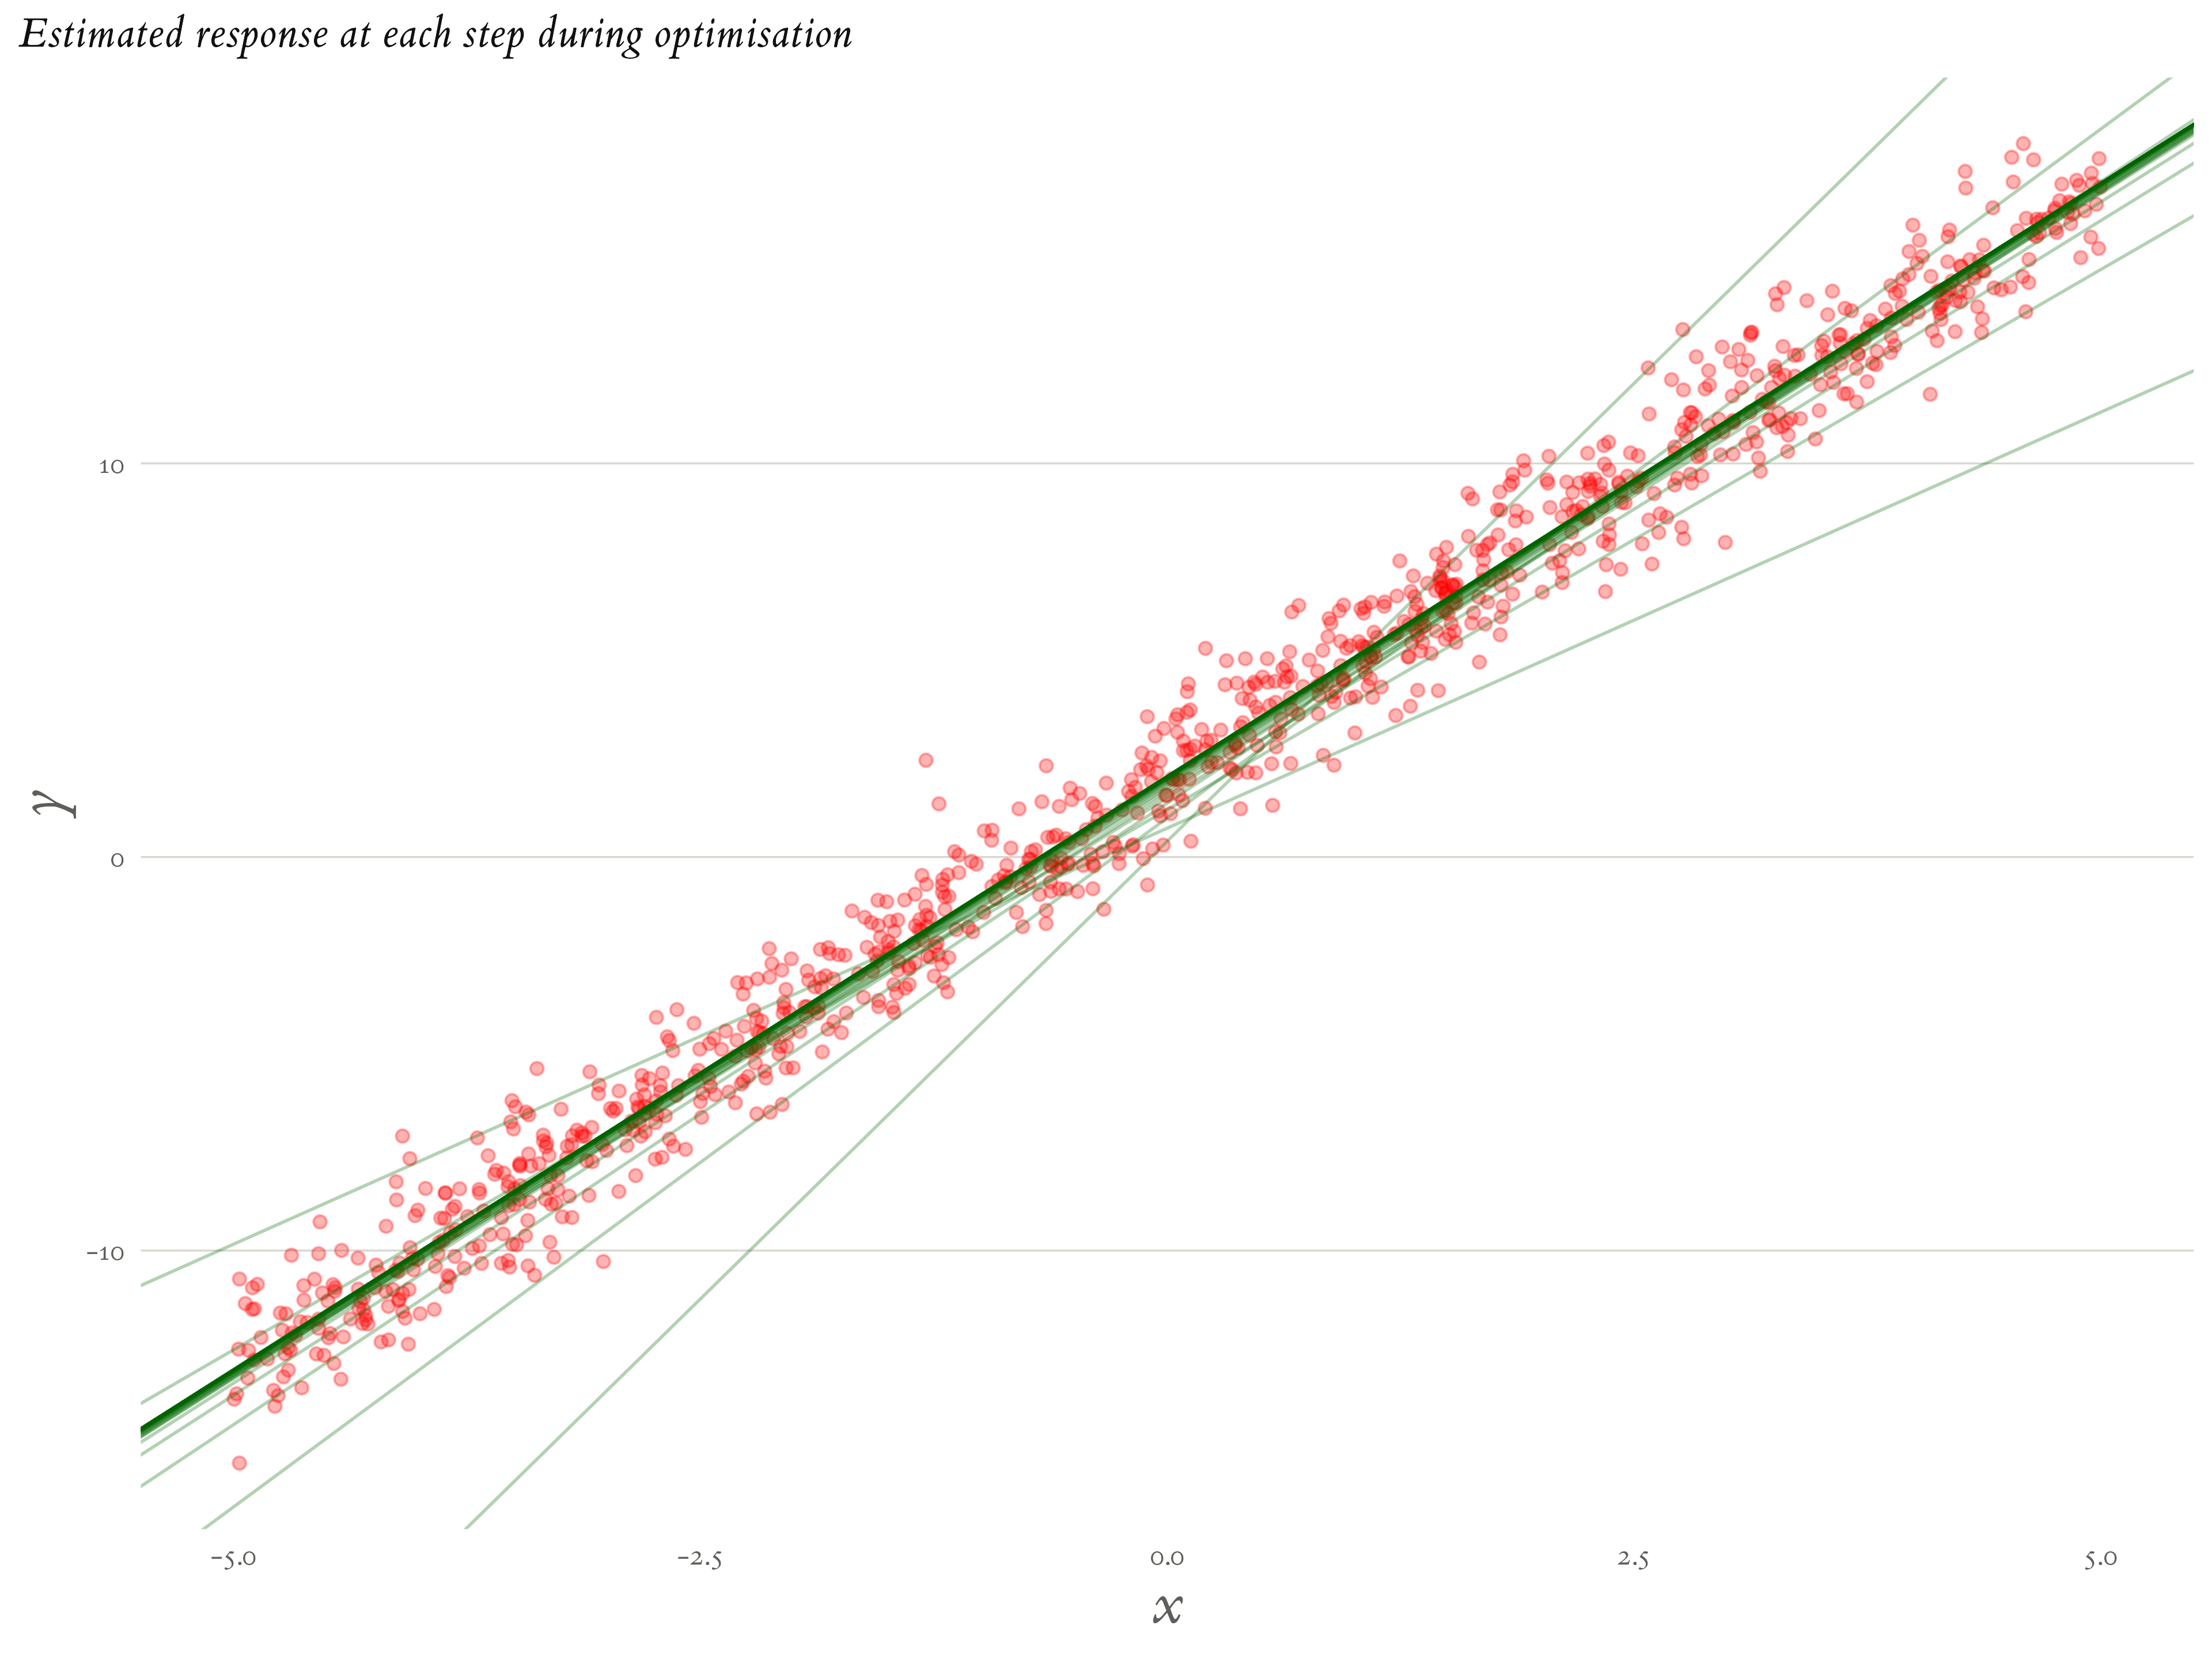 Estimated response at each step during optimisation
y
10
0
−10
−5.0 −2.5 0.0 2.5 5.0
x